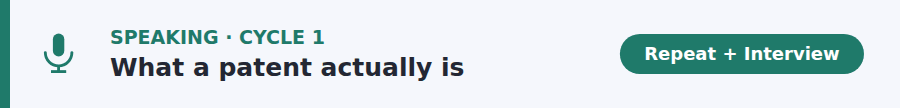 SPEAKING · CYCLE 1
What a patent actually is
Repeat + Interview